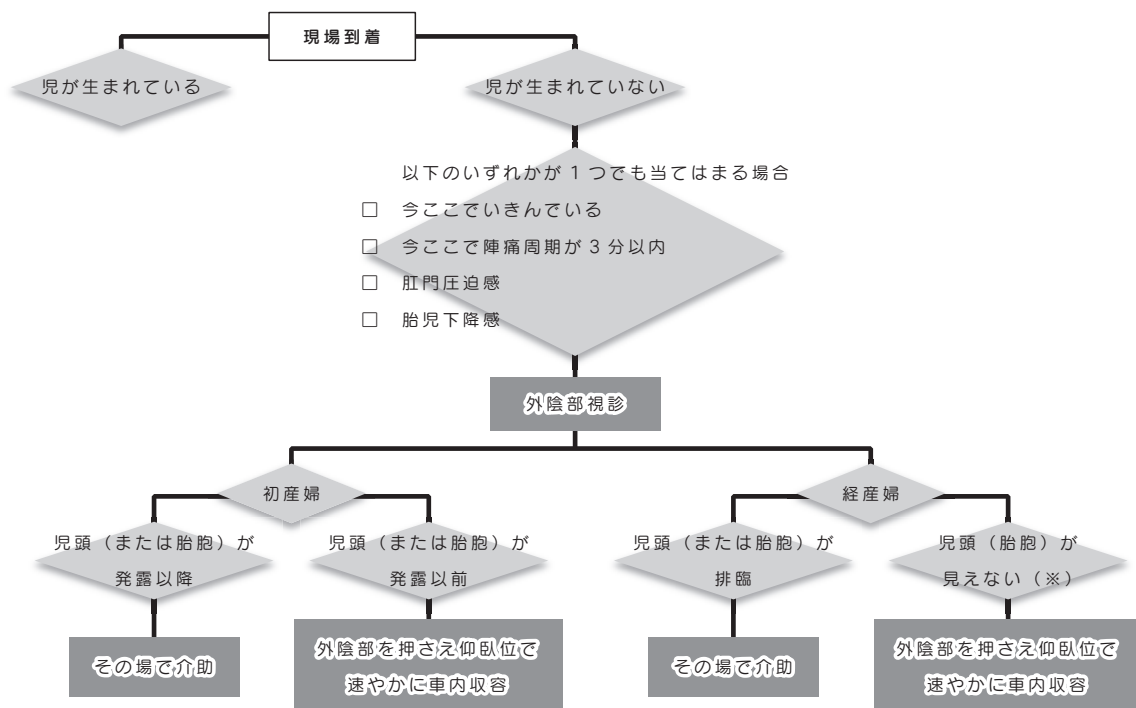 現場到着
児が生まれている
児が生まれていない
以下のいずれかが1つでも当てはまる場合
□ 今ここでいきんでいる
□ 今ここで陣痛周期が3分以内
□ 肛門圧迫感
□ 胎児下降感
外陰部視診
初産婦
経産婦
児頭（または胎胞）が
発露以降
児頭（または胎胞）が
発露以前
児頭（または胎胞）が
排臨
児頭（胎胞）が
見えない（※）
その場で介助
外陰部を押さえ仰臥位で
速やかに車内収容
その場で介助
外陰部を押さえ仰臥位で
速やかに車内収容